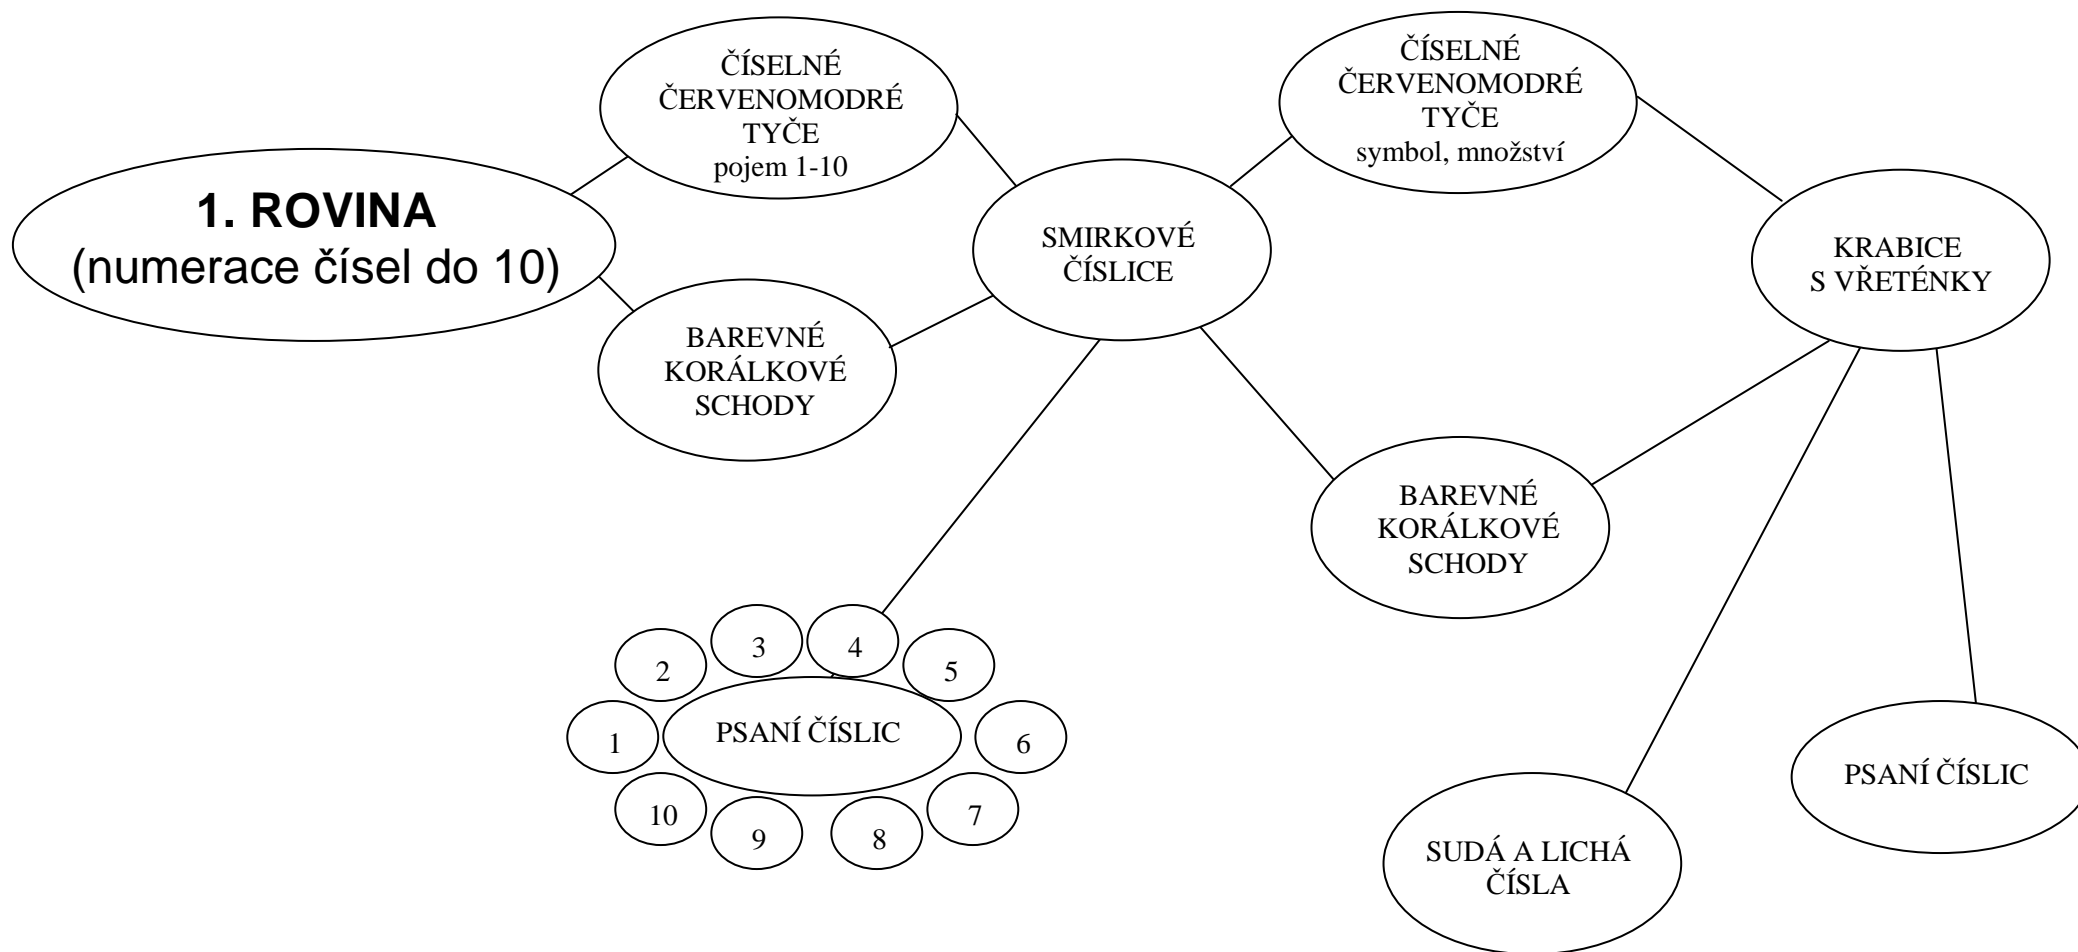 1. ROVINA
(numerace čísel do 10)
ČÍSELNÉ
ČERVENOMODRÉ
TYČE
pojem 1-10
BAREVNÉ
KORÁLKOVÉ
SCHODY
SMIRKOVÉ
ČÍSLICE
ČÍSELNÉ
ČERVENOMODRÉ
TYČE
symbol, množství
BAREVNÉ
KORÁLKOVÉ
SCHODY
KRABICE
S VŘETÉNKY
PSANÍ ČÍSLIC
1
2
3
4
5
6
7
8
9
10
SUDÁ A LICHÁ
ČÍSLA
PSANÍ ČÍSLIC